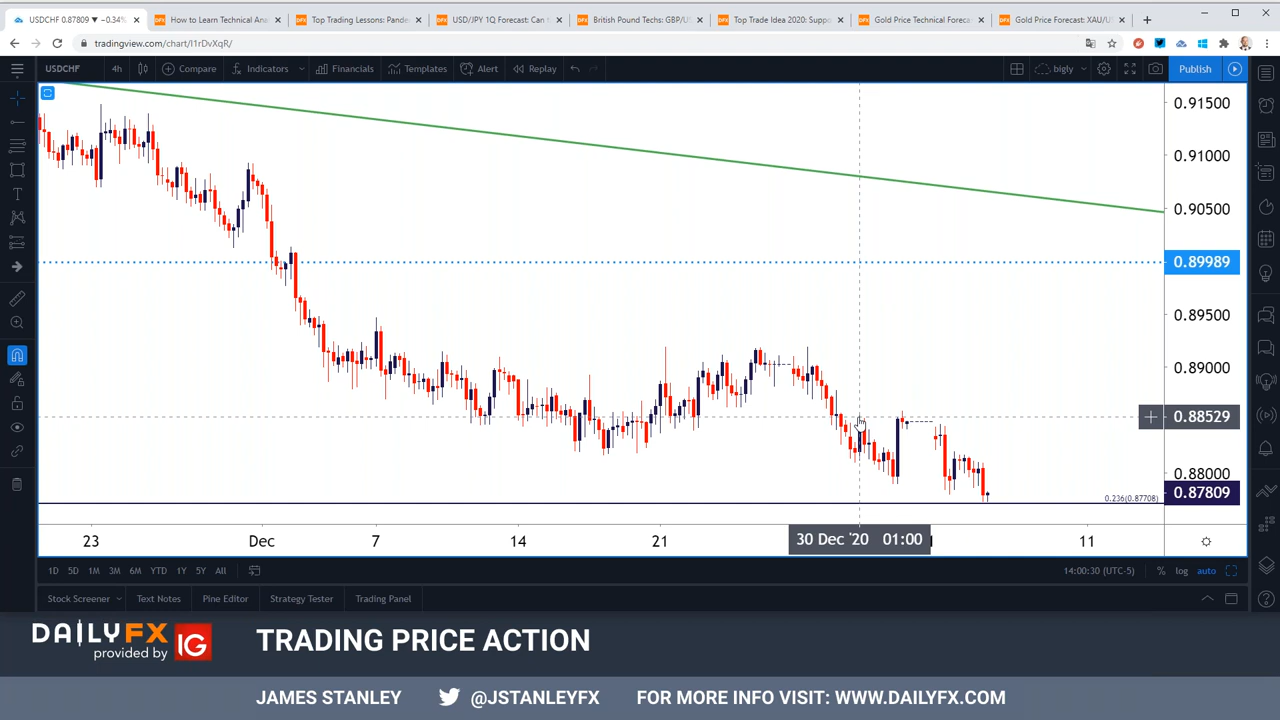 USDCHF 0.87809 ▼ −0.34%
How to Learn Technical Ana
Top Trading Lessons: Pande
USD/JPY 1Q Forecast: Can t
British Pound Techs: GBP/US
Top Trade Idea 2020: Suppo
Gold Price Technical Foreca
Gold Price Forecast: XAU/U
tradingview.com/chart/I1rDvXqR/
USDCHF 4h Compare Indicators Financials Templates Alert Replay bigly Publish
0.91500
0.91000
0.90500
0.89989
0.89500
0.89000
0.88529
0.88000
0.87809
0.236(0.87708)
23 Dec 7 14 21 30 Dec '20 01:00 11
1D 5D 1M 3M 6M YTD 1Y 5Y All 14:00:30 (UTC-5) % log auto
Stock Screener Text Notes Pine Editor Strategy Tester Trading Panel
DAILYFX
provided by IG
TRADING PRICE ACTION
JAMES STANLEY @JSTANLEYFX FOR MORE INFO VISIT: WWW.DAILYFX.COM